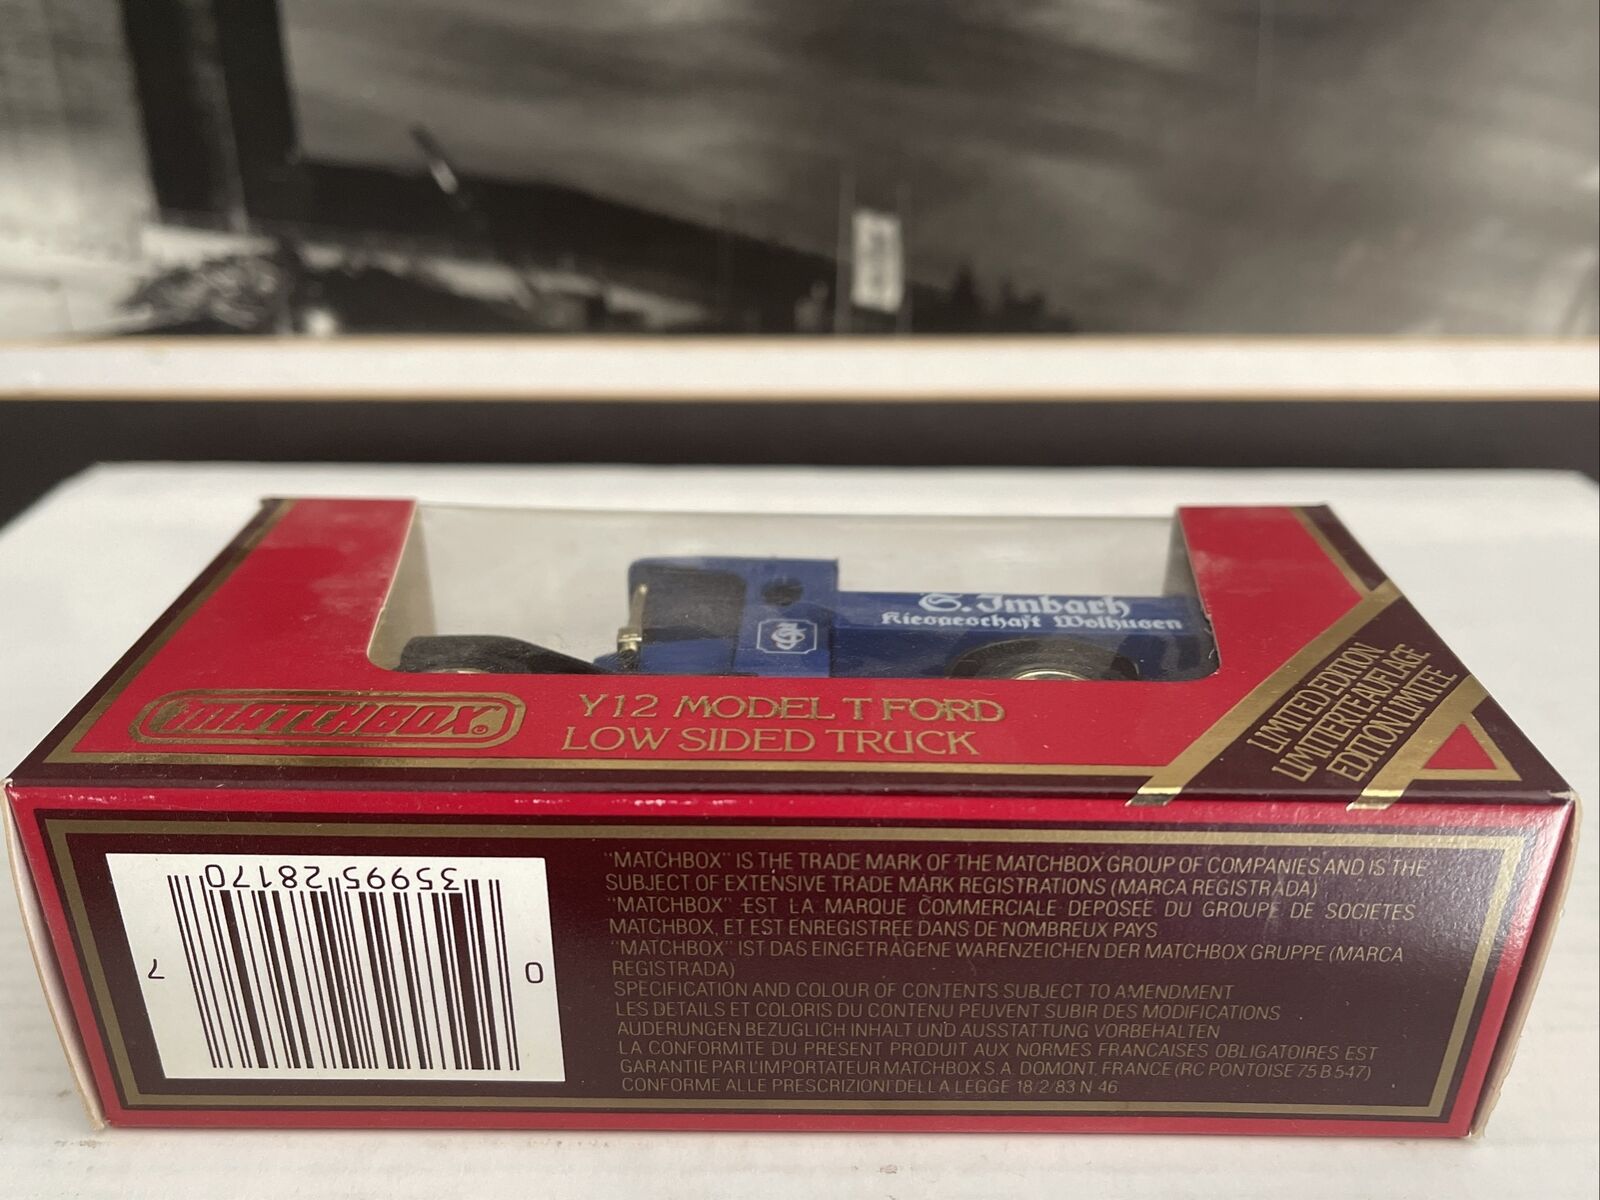 S. Imbach
Kiesgeschäft Wolhusen
MATCHBOX®
Y12 MODEL T FORD
LOW SIDED TRUCK
LIMITED EDITION
LIMITIERTE AUFLAGE
EDITION LIMITEE
0 35995 28170 7
"MATCHBOX" IS THE TRADE MARK OF THE MATCHBOX GROUP OF COMPANIES AND IS THE
SUBJECT OF EXTENSIVE TRADE MARK REGISTRATIONS (MARCA REGISTRADA)
"MATCHBOX" EST LA MARQUE COMMERCIALE DEPOSEE DU GROUPE DE SOCIETES
MATCHBOX, ET EST ENREGISTREE DANS DE NOMBREUX PAYS
"MATCHBOX" IST DAS EINGETRAGENE WARENZEICHEN DER MATCHBOX GRUPPE (MARCA
REGISTRADA)
SPECIFICATION AND COLOUR OF CONTENTS SUBJECT TO AMENDMENT
LES DETAILS ET COLORIS DU CONTENU PEUVENT SUBIR DES MODIFICATIONS
AUDERUNGEN BEZUGLICH INHALT UND AUSSTATTUNG VORBEHALTEN
LA CONFORMITE DU PRESENT PRODUIT AUX NORMES FRANCAISES OBLIGATOIRES EST
GARANTIE PAR L'IMPORTATEUR MATCHBOX S.A. DOMONT, FRANCE (RC PONTOISE 75 B 547)
CONFORME ALLE PRESCRIZIONI DELLA LEGGE 18/2/83 N 46